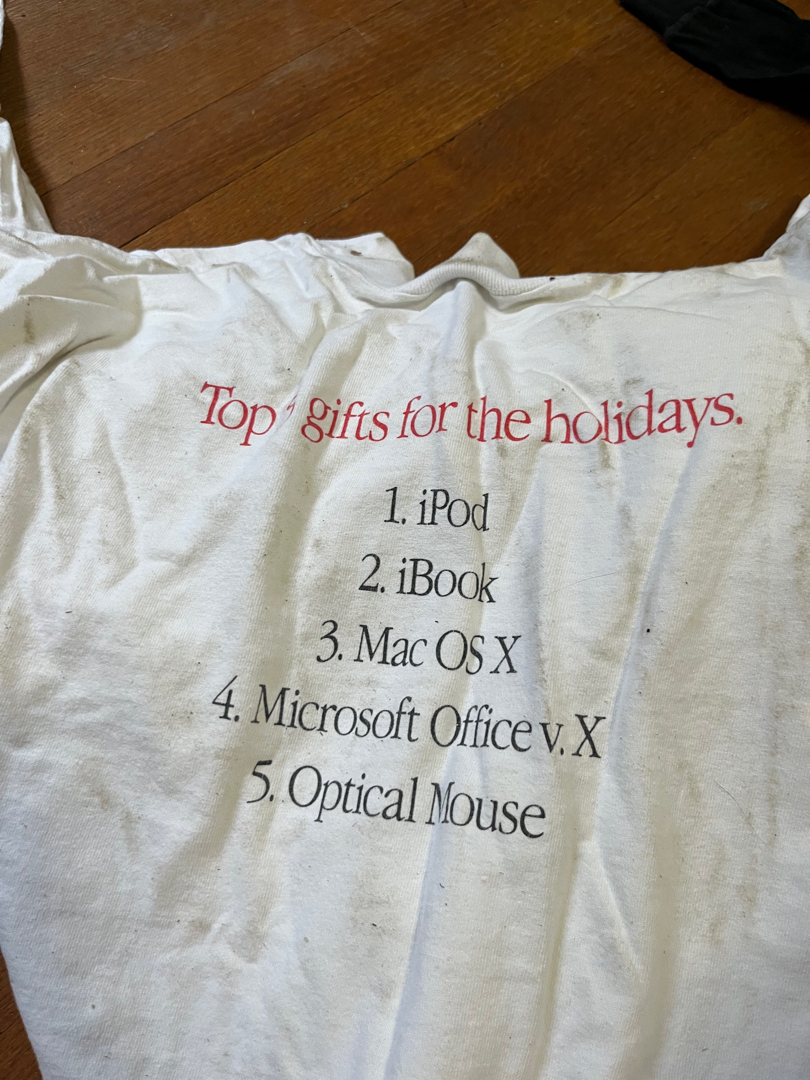 Top gifts for the holidays.
1. iPod
2. iBook
3. Mac OS X
4. Microsoft Office v. X
5. Optical Mouse